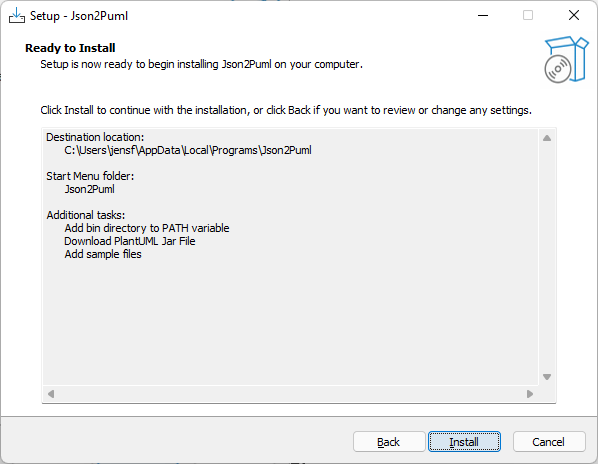 Setup - Json2Puml
Ready to Install
Setup is now ready to begin installing Json2Puml on your computer.
Click Install to continue with the installation, or click Back if you want to review or change any settings.
Destination location:
C:\Users\jensf\AppData\Local\Programs\Json2Puml
Start Menu folder:
Json2Puml
Additional tasks:
Add bin directory to PATH variable
Download PlantUML Jar File
Add sample files
Back
Install
Cancel